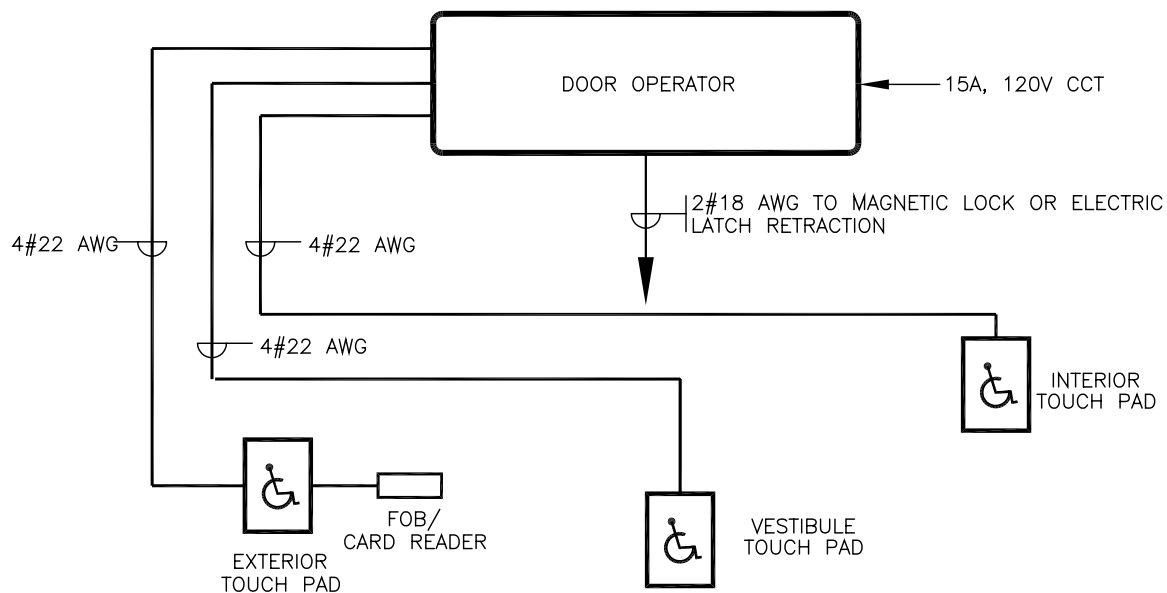 DOOR OPERATOR
15A, 120V CCT
2#18 AWG TO MAGNETIC LOCK OR ELECTRIC
LATCH RETRACTION
4#22 AWG
4#22 AWG
4#22 AWG
INTERIOR
TOUCH PAD
FOB/
CARD READER
VESTIBULE
TOUCH PAD
EXTERIOR
TOUCH PAD